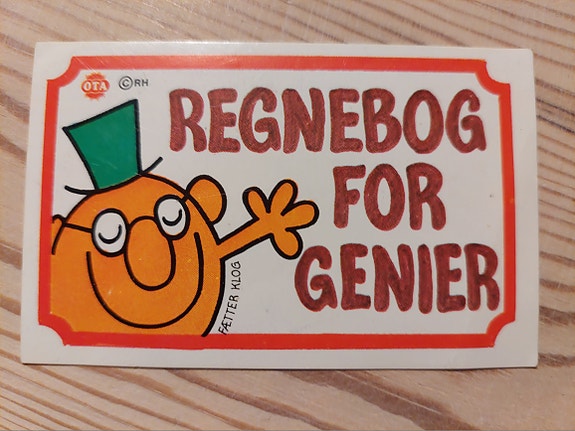 OTA
©RH
REGNEBOG
FOR
GENIER
FÆTTER KLOG